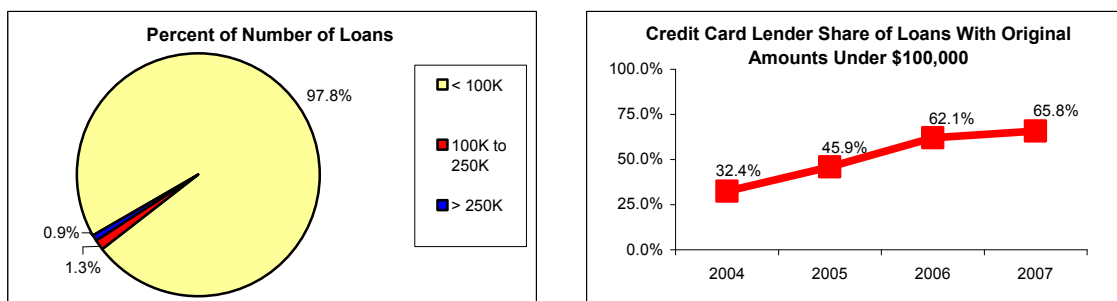 Percent of Number of Loans
97.8%
0.9%
1.3%
< 100K
100K to
250K
> 250K
Credit Card Lender Share of Loans With Original
Amounts Under $100,000
100.0%
75.0%
50.0%
25.0%
0.0%
32.4%
45.9%
62.1%
65.8%
2004 2005 2006 2007